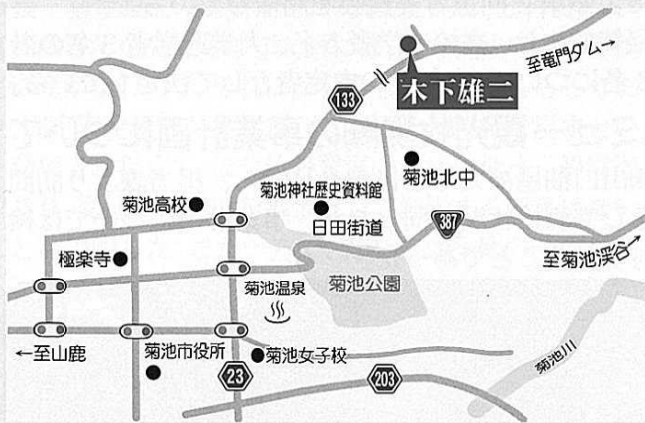 至竜門ダム→
木下雄二
133
菊池北中
菊池高校
菊池神社歴史資料館
日田街道
387
至菊池渓谷→
極楽寺
菊池公園
菊池温泉
菊池川
←至山鹿
菊池市役所
菊池女子校
23
203